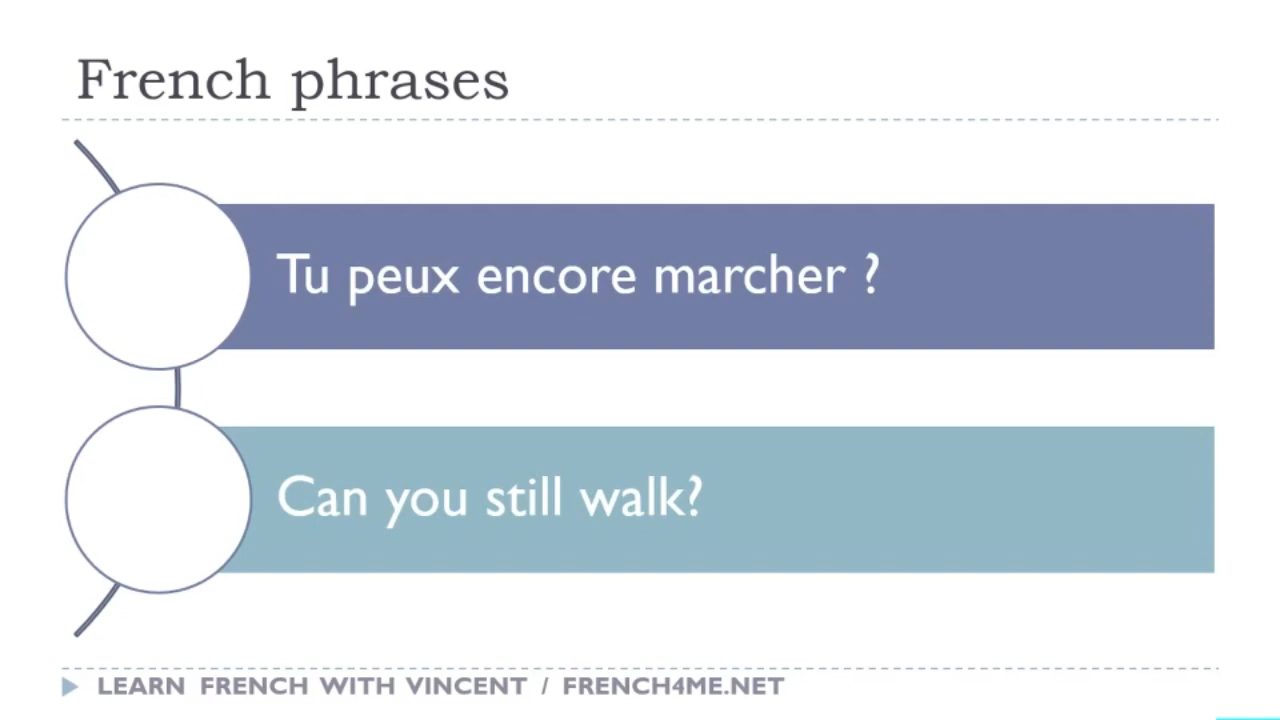 French phrases
Tu peux encore marcher ?
Can you still walk?
LEARN FRENCH WITH VINCENT / FRENCH4ME.NET